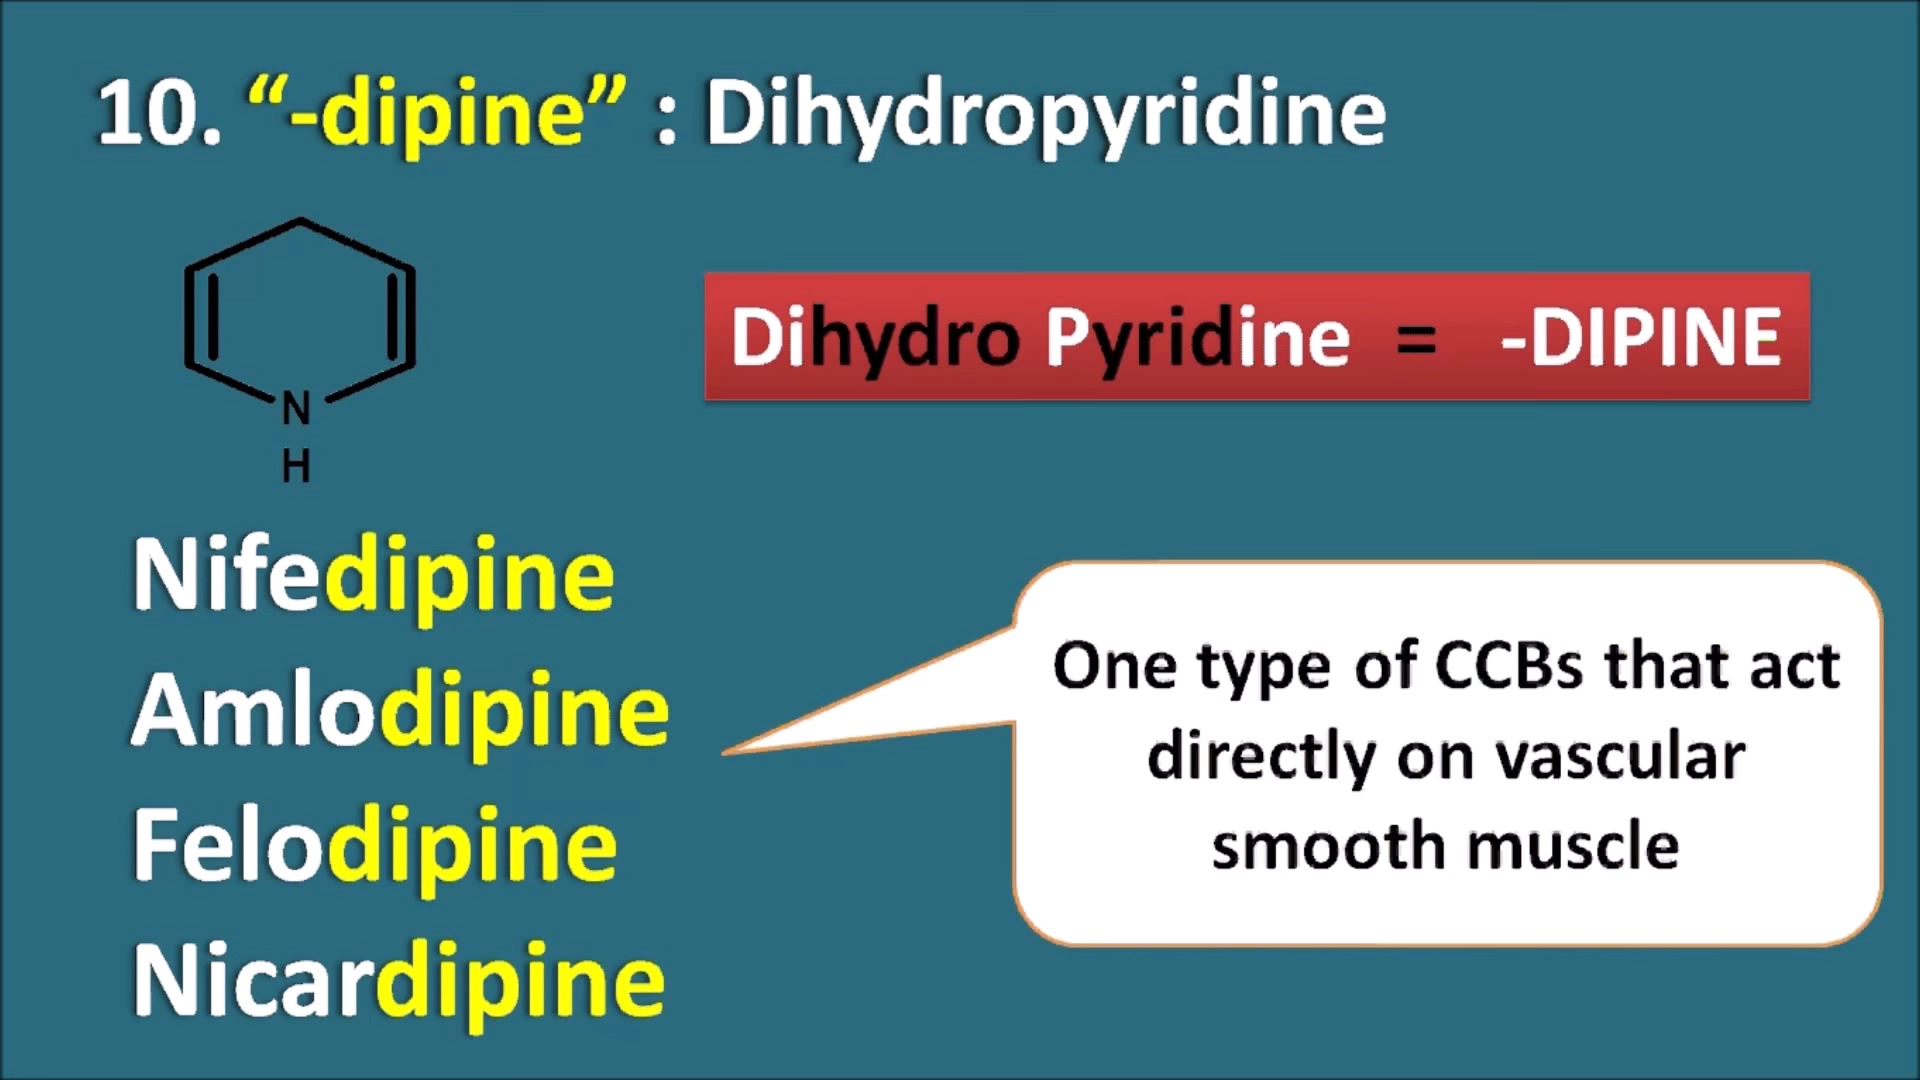 10. “-dipine” : Dihydropyridine
Dihydro Pyridine = -DIPINE
N
H
Nifedipine
Amlodipine
Felodipine
Nicardipine
One type of CCBs that act
directly on vascular
smooth muscle